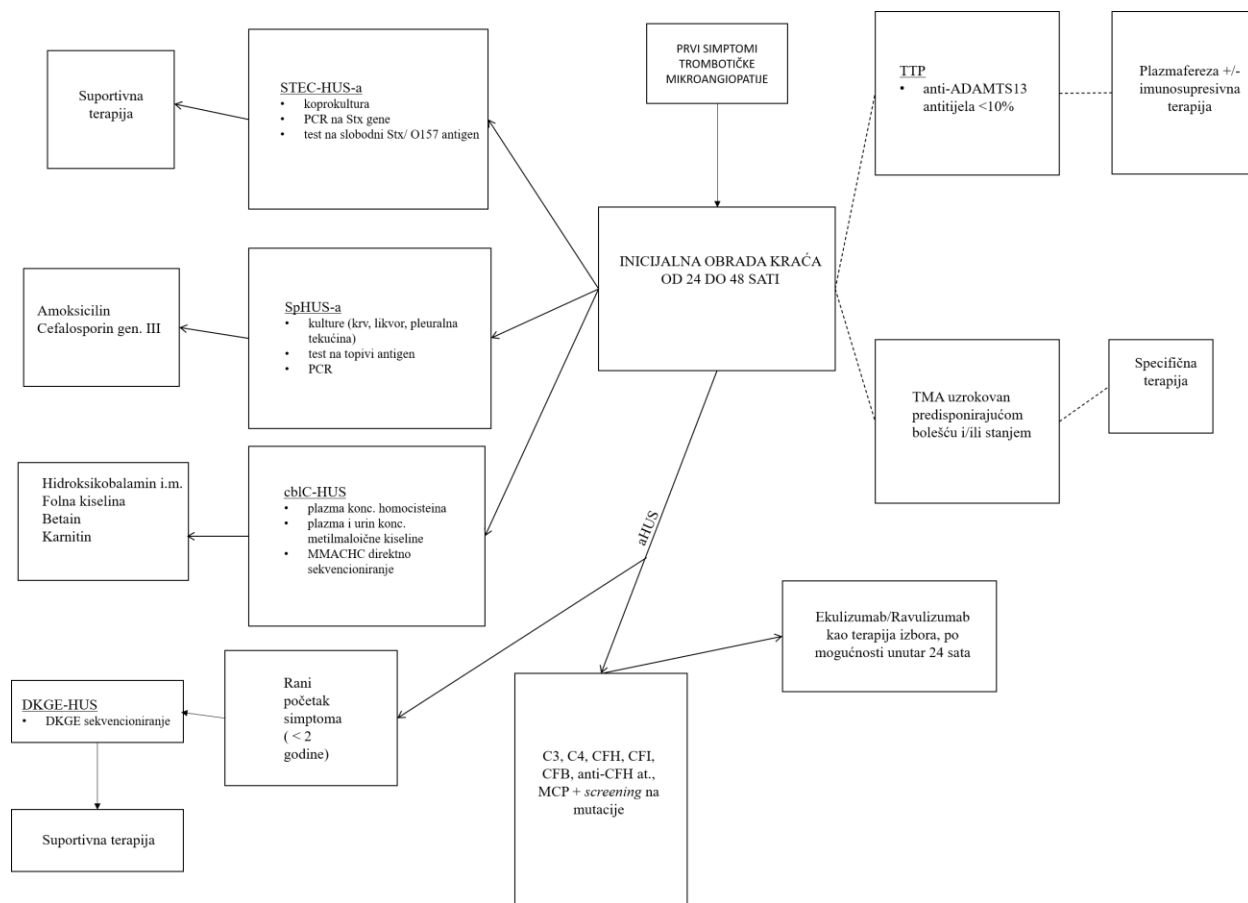 PRVI SIMPTOMI
TROMBOTIČKE
MIKROANGIOPATIJE
INICIJALNA OBRADA KRAĆA
OD 24 DO 48 SATI
STEC-HUS-a
• koprokultura
• PCR na Stx gene
• test na slobodni Stx/ O157 antigen
Suportivna
terapija
SpHUS-a
• kulture (krv, likvor, pleuralna
tekućina)
• test na topivi antigen
• PCR
Amoksicilin
Cefalosporin gen. III
cblC-HUS
• plazma konc. homocisteina
• plazma i urin konc.
metilmaloične kiseline
• MMACHC direktno
sekvencioniranje
Hidroksikobalamin i.m.
Folna kiselina
Betain
Karnitin
TTP
• anti-ADAMTS13
antitijela <10%
Plazmafereza +/-
imunosupresivna
terapija
TMA uzrokovan
predisponirajućom
bolešću i/ili stanjem
Specifična
terapija
aHUS
Rani
početak
simptoma
( < 2
godine)
DKGE-HUS
• DKGE sekvencioniranje
Suportivna terapija
C3, C4, CFH, CFI,
CFB, anti-CFH at.,
MCP + screening na
mutacije
Ekulizumab/Ravulizumab
kao terapija izbora, po
mogućnosti unutar 24 sata